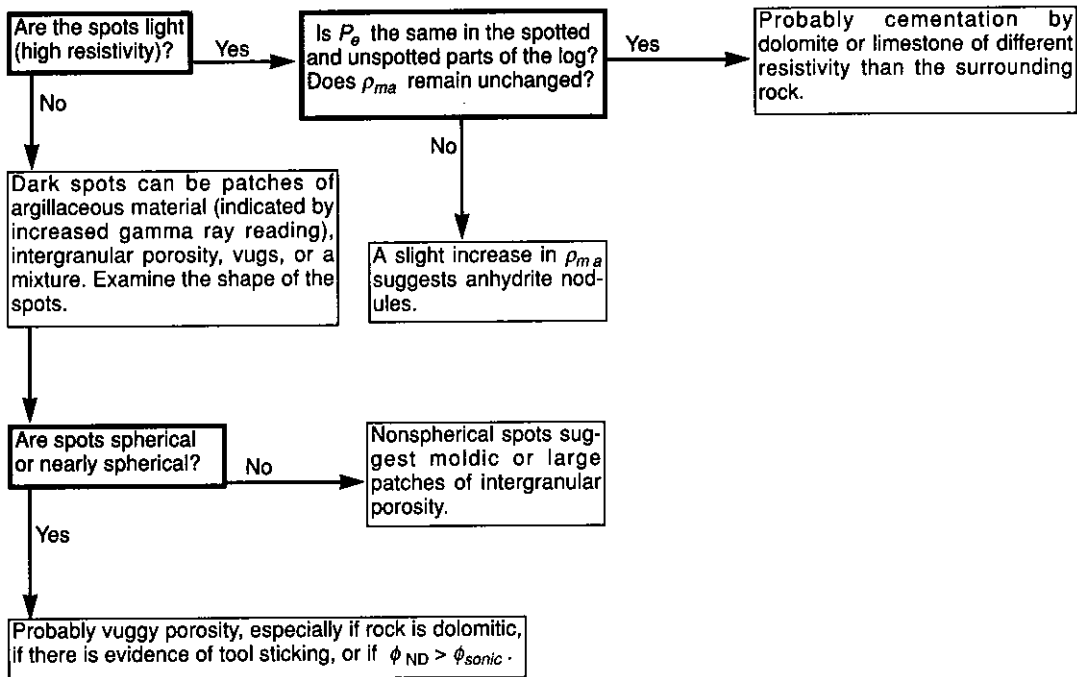 Are the spots light
(high resistivity)?
Yes
Is Pe the same in the spotted
and unspotted parts of the log?
Does ρma remain unchanged?
Yes
Probably cementation by
dolomite or limestone of different
resistivity than the surrounding
rock.
No
No
Dark spots can be patches of
argillaceous material (indicated by
increased gamma ray reading),
intergranular porosity, vugs, or a
mixture. Examine the shape of the
spots.
A slight increase in ρma
suggests anhydrite nod-
ules.
Are spots spherical
or nearly spherical?
No
Nonspherical spots sug-
gest moldic or large
patches of intergranular
porosity.
Yes
Probably vuggy porosity, especially if rock is dolomitic,
if there is evidence of tool sticking, or if ϕND > ϕsonic.